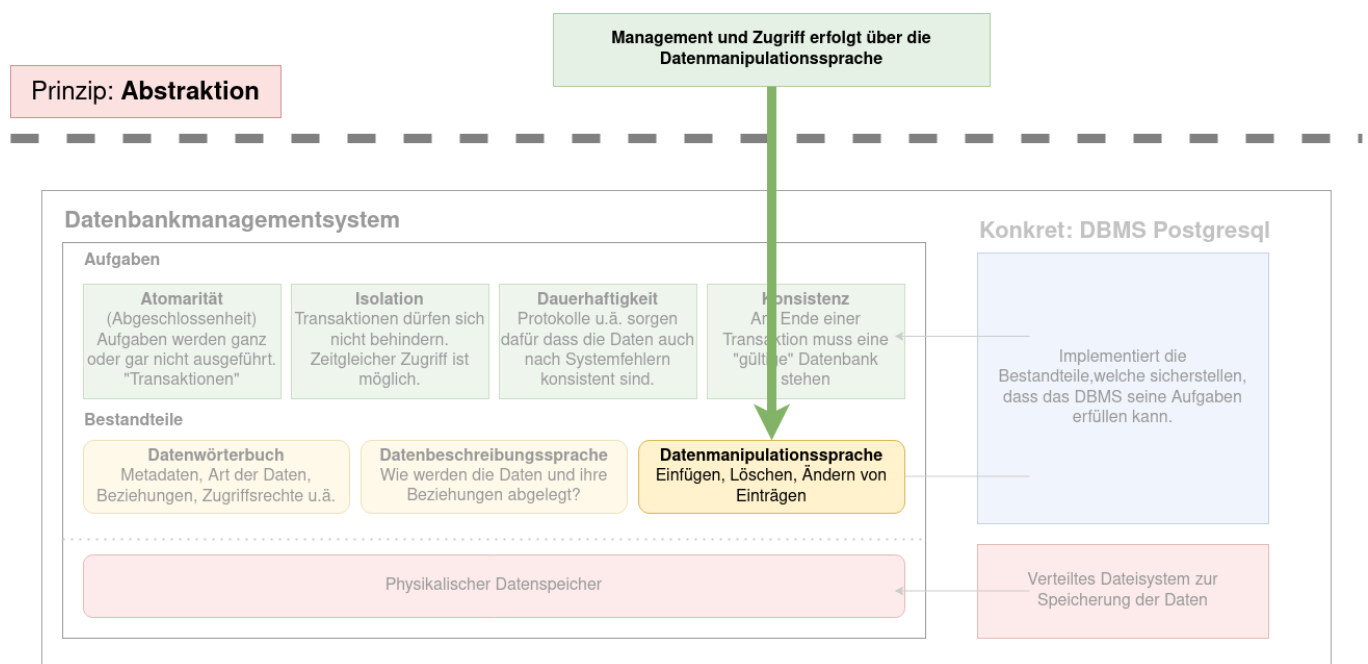 Management und Zugriff erfolgt über die
Datenmanipulationssprache
Prinzip: Abstraktion
Datenbankmanagementsystem
Konkret: DBMS Postgresql
Aufgaben
Atomarität
(Abgeschlossenheit)
Aufgaben werden ganz
oder gar nicht ausgeführt.
"Transaktionen"
Isolation
Transaktionen dürfen sich
nicht behindern.
Zeitgleicher Zugriff ist
möglich.
Dauerhaftigkeit
Protokolle u.ä. sorgen
dafür dass die Daten auch
nach Systemfehlern
konsistent sind.
Konsistenz
Am Ende einer
Transaktion muss eine
"gültige" Datenbank
stehen
Implementiert die
Bestandteile,welche sicherstellen,
dass das DBMS seine Aufgaben
erfüllen kann.
Bestandteile
Datenwörterbuch
Metadaten, Art der Daten,
Beziehungen, Zugriffsrechte u.ä.
Datenbeschreibungssprache
Wie werden die Daten und ihre
Beziehungen abgelegt?
Datenmanipulationssprache
Einfügen, Löschen, Ändern von
Einträgen
Physikalischer Datenspeicher
Verteiltes Dateisystem zur
Speicherung der Daten